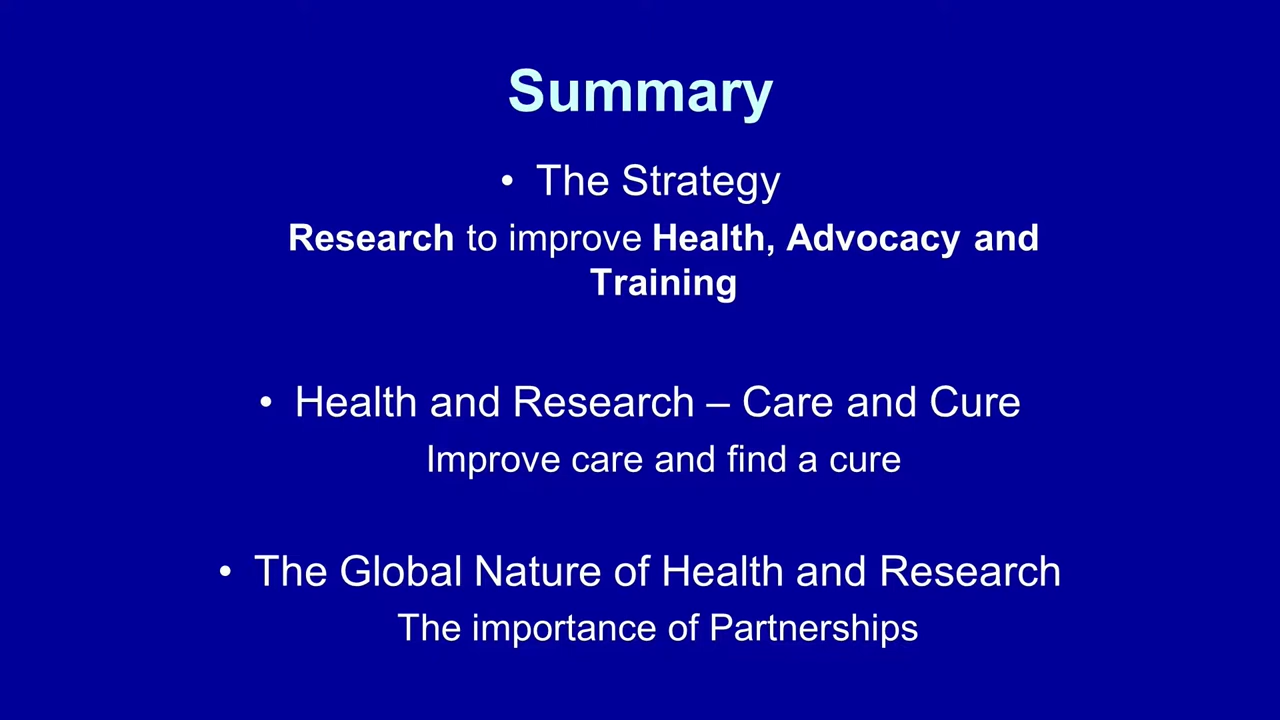 Summary
• The Strategy
Research to improve Health, Advocacy and
Training
• Health and Research – Care and Cure
Improve care and find a cure
• The Global Nature of Health and Research
The importance of Partnerships